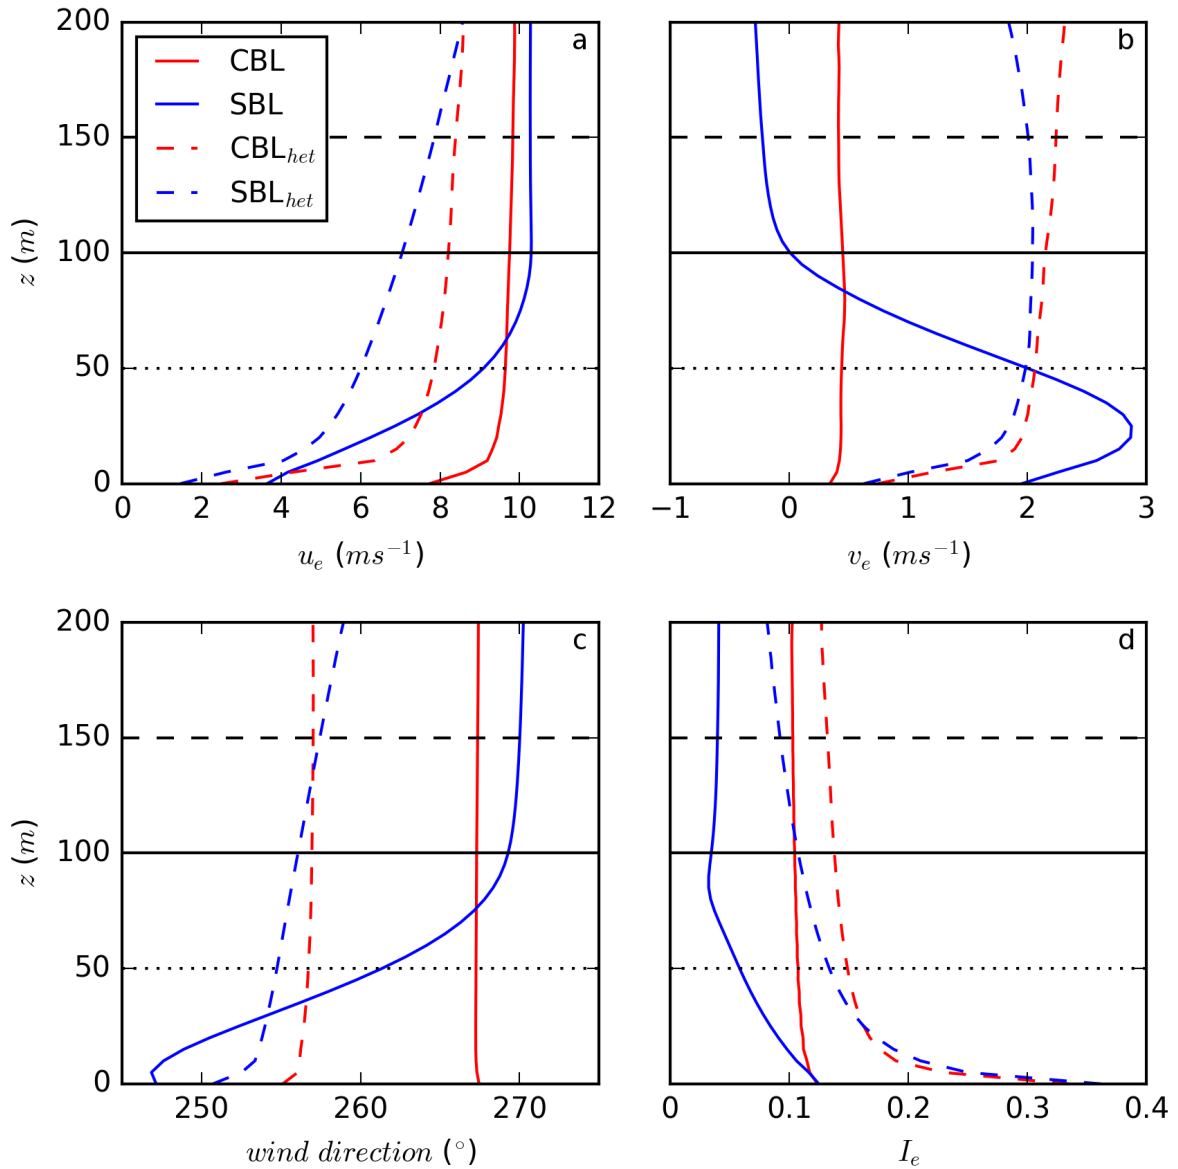 200
150
100
50
0
z (m)
CBL
SBL
CBL_het
SBL_het
a
0 2 4 6 8 10 12
u_e (ms^−1)
b
−1 0 1 2 3
v_e (ms^−1)
200
150
100
50
0
z (m)
c
250 260 270
wind direction (°)
d
0 0.1 0.2 0.3 0.4
I_e